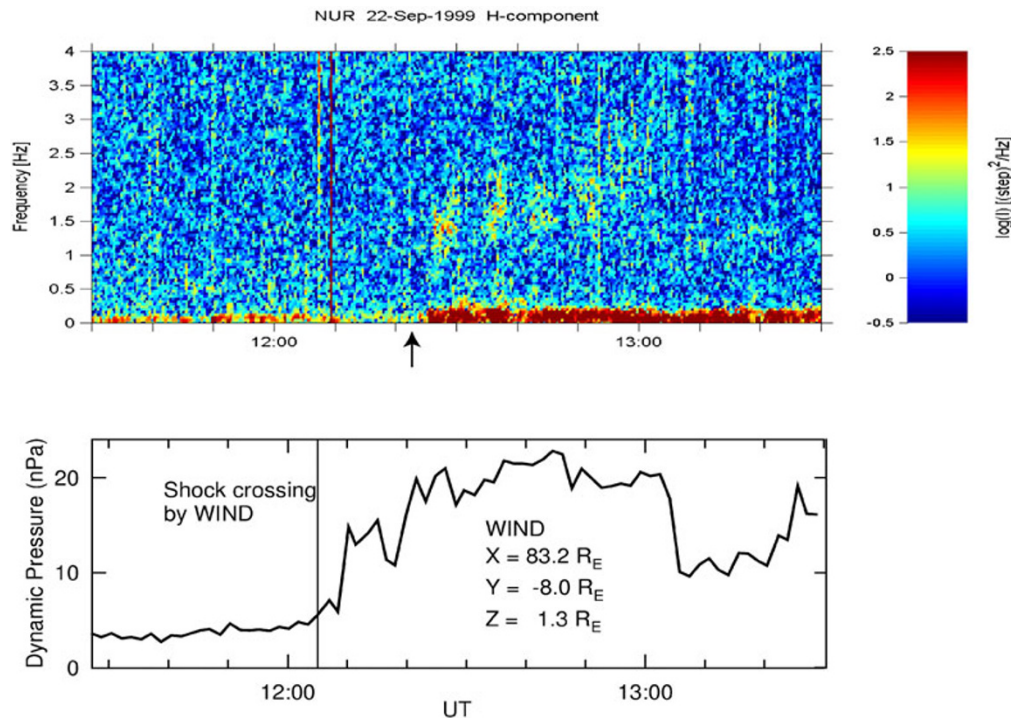 NUR 22-Sep-1999 H-component
4
3.5
3
2.5
2
1.5
1
0.5
0
Frequency [Hz]
12:00
13:00
2.5
2
1.5
1
0.5
0
-0.5
log(I) [(step)²/Hz]
Dynamic Pressure (nPa)
20
10
0
Shock crossing
by WIND
WIND
X = 83.2 RE
Y = -8.0 RE
Z = 1.3 RE
12:00
13:00
UT